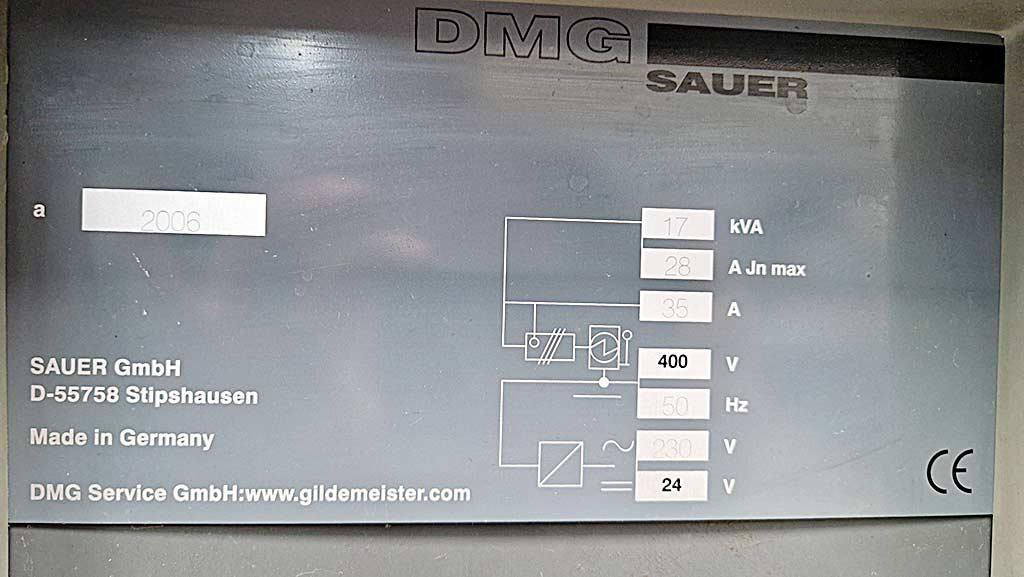 DMG
SAUER
a 2006
17 kVA
28 A Jn max
35 A
400 V
50 Hz
230 V
24 V
SAUER GmbH
D-55758 Stipshausen
Made in Germany
DMG Service GmbH:www.gildemeister.com
CE